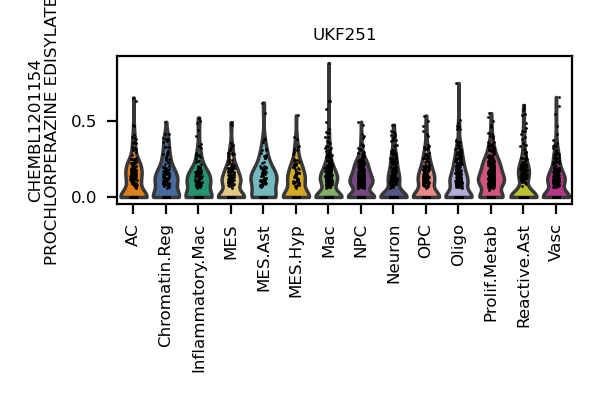 UKF251
CHEMBL1201154
PROCHLORPERAZINE EDISYLATE
0.5
0.0
AC
Chromatin.Reg
Inflammatory.Mac
MES
MES.Ast
MES.Hyp
Mac
NPC
Neuron
OPC
Oligo
Prolif.Metab
Reactive.Ast
Vasc